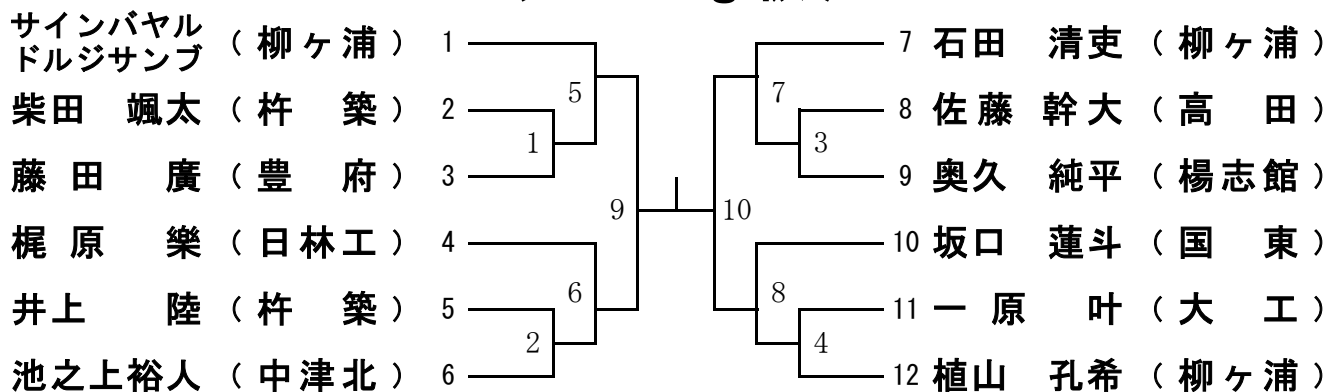 サインバヤル
ドルジサンブ (柳ヶ浦) 1
柴田 颯太 (杵 築) 2
藤田 廣 (豊 府) 3
梶原 樂 (日林工) 4
井上 陸 (杵 築) 5
池之上裕人 (中津北) 6
5
1
9
6
2
7 石田 清吏 (柳ヶ浦)
8 佐藤 幹大 (高 田)
9 奥久 純平 (楊志館)
10 坂口 蓮斗 (国 東)
11 一原 叶 (大 工)
12 植山 孔希 (柳ヶ浦)
7
3
10
8
4